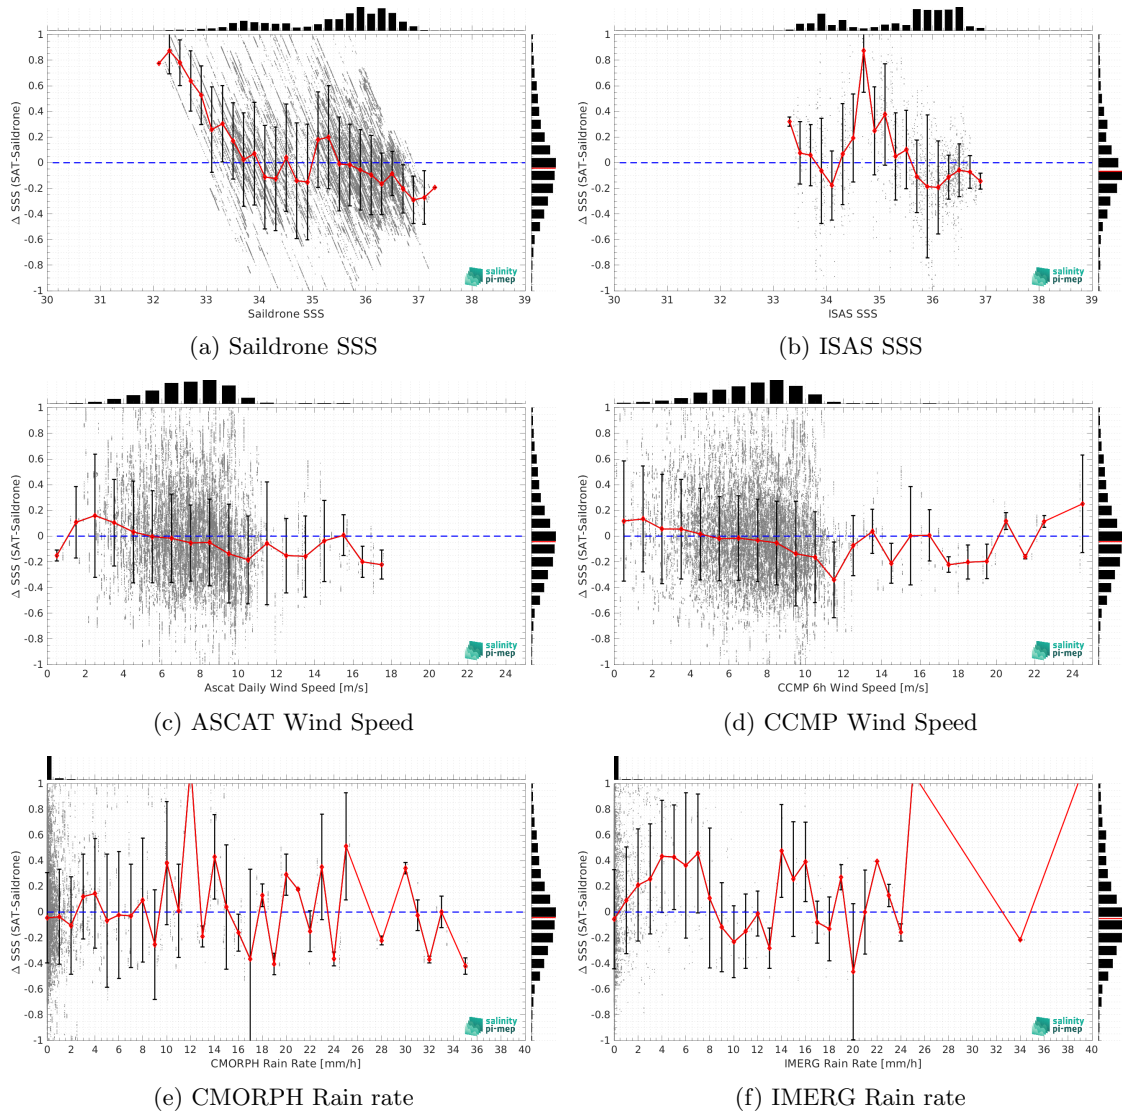 1
0.8
0.6
0.4
0.2
0
-0.2
-0.4
-0.6
-0.8
-1
Δ SSS (SAT-Saildrone)
salinity
pi-mep
30 31 32 33 34 35 36 37 38 39
Saildrone SSS
(a) Saildrone SSS
1
0.8
0.6
0.4
0.2
0
-0.2
-0.4
-0.6
-0.8
-1
Δ SSS (SAT-Saildrone)
salinity
pi-mep
30 31 32 33 34 35 36 37 38 39
ISAS SSS
(b) ISAS SSS
1
0.8
0.6
0.4
0.2
0
-0.2
-0.4
-0.6
-0.8
-1
Δ SSS (SAT-Saildrone)
salinity
pi-mep
0 2 4 6 8 10 12 14 16 18 20 22 24
Ascat Daily Wind Speed [m/s]
(c) ASCAT Wind Speed
1
0.8
0.6
0.4
0.2
0
-0.2
-0.4
-0.6
-0.8
-1
Δ SSS (SAT-Saildrone)
salinity
pi-mep
0 2 4 6 8 10 12 14 16 18 20 22 24
CCMP 6h Wind Speed [m/s]
(d) CCMP Wind Speed
1
0.8
0.6
0.4
0.2
0
-0.2
-0.4
-0.6
-0.8
-1
Δ SSS (SAT-Saildrone)
salinity
pi-mep
0 2 4 6 8 10 12 14 16 18 20 22 24 26 28 30 32 34 36 38 40
CMORPH Rain Rate [mm/h]
(e) CMORPH Rain rate
1
0.8
0.6
0.4
0.2
0
-0.2
-0.4
-0.6
-0.8
-1
Δ SSS (SAT-Saildrone)
salinity
pi-mep
0 2 4 6 8 10 12 14 16 18 20 22 24 26 28 30 32 34 36 38 40
IMERG Rain Rate [mm/h]
(f) IMERG Rain rate